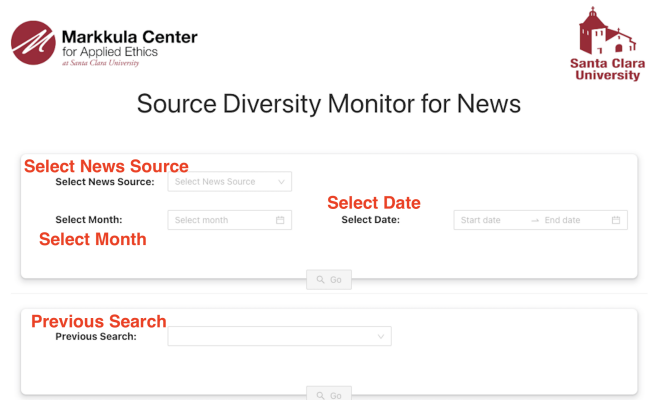 Markkula Center
for Applied Ethics
at Santa Clara University
Santa Clara
University
Source Diversity Monitor for News
Select News Source
Select News Source: Select News Source
Select Date
Select Month: Select month Select Date: Start date → End date
Select Month
Go
Previous Search
Previous Search:
Go